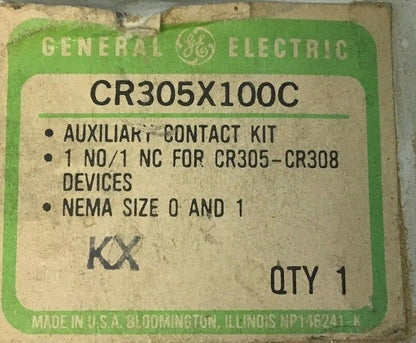 GENERAL GE ELECTRIC
CR305X100C
• AUXILIARY CONTACT KIT
• 1 NO/1 NC FOR CR305-CR308
DEVICES
• NEMA SIZE 0 AND 1
KX
QTY 1
MADE IN U.S.A. BLOOMINGTON, ILLINOIS NP146241-K